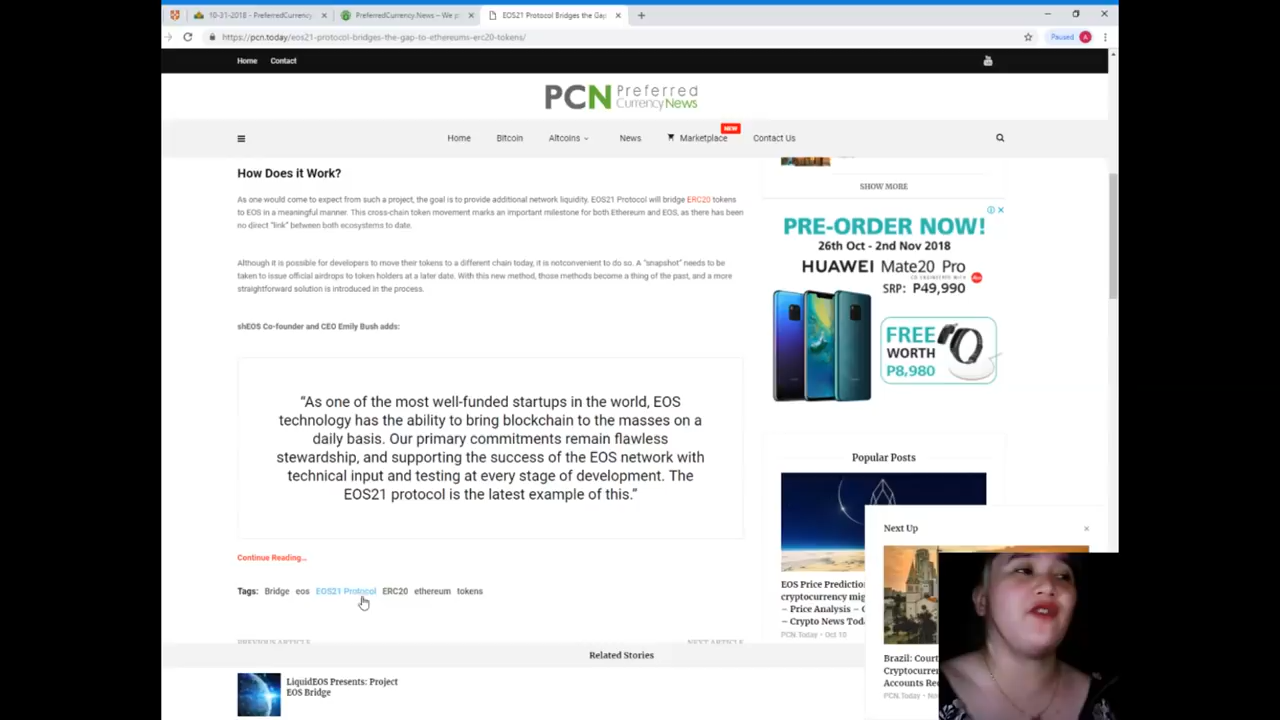 10-31-2018 - PreferredCurrency
PreferredCurrency.News – We p
EOS21 Protocol Bridges the Gap
https://pcn.today/eos21-protocol-bridges-the-gap-to-ethereums-erc20-tokens/
Paused
A
Home Contact
PCN Preferred
CurrencyNews
NEW
Home Bitcoin Altcoins News Marketplace Contact Us
How Does it Work?
As one would come to expect from such a project, the goal is to provide additional network liquidity. EOS21 Protocol will bridge ERC20 tokens
to EOS in a meaningful manner. This cross-chain token movement marks an important milestone for both Ethereum and EOS, as there has been
no direct "link" between both ecosystems to date.
Although it is possible for developers to move their tokens to a different chain today, it is notconvenient to do so. A "snapshot" needs to be
taken to issue official airdrops to token holders at a later date. With this new method, those methods become a thing of the past, and a more
straightforward solution is introduced in the process.
shEOS Co-founder and CEO Emily Bush adds:
“As one of the most well-funded startups in the world, EOS
technology has the ability to bring blockchain to the masses on a
daily basis. Our primary commitments remain flawless
stewardship, and supporting the success of the EOS network with
technical input and testing at every stage of development. The
EOS21 protocol is the latest example of this.”
Continue Reading…
Tags: Bridge eos EOS21 Protocol ERC20 ethereum tokens
PREVIOUS ARTICLE
NEXT ARTICLE
Related Stories
LiquidEOS Presents: Project
EOS Bridge
SHOW MORE
PRE-ORDER NOW!
26th Oct - 2nd Nov 2018
HUAWEI Mate20 Pro
SRP: P49,990
FREE
WORTH
P8,980
Popular Posts
EOS Price Prediction
cryptocurrency mig
– Price Analysis –
– Crypto News Toda
PCN.Today - Oct 10
Next Up
Brazil: Court
Cryptocurren
Accounts Re
PCN.Today - No